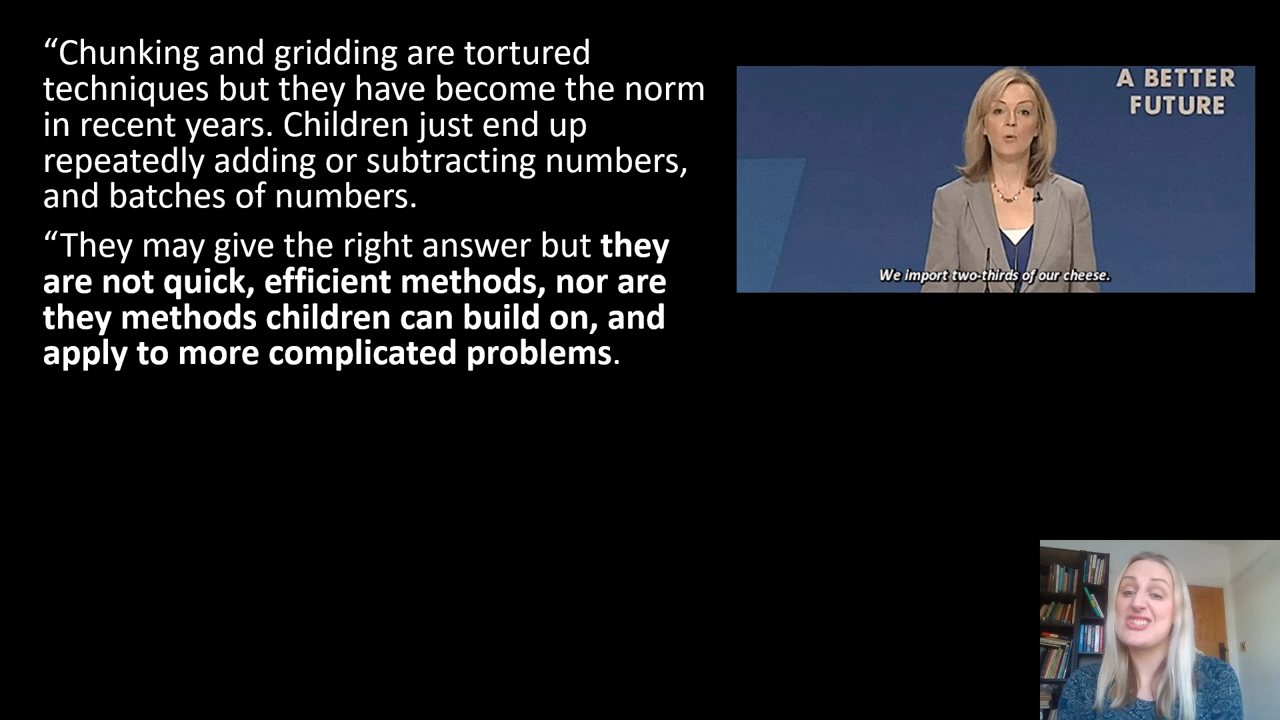 “Chunking and gridding are tortured
techniques but they have become the norm
in recent years. Children just end up
repeatedly adding or subtracting numbers,
and batches of numbers.
“They may give the right answer but they
are not quick, efficient methods, nor are
they methods children can build on, and
apply to more complicated problems.
A BETTER
FUTURE
We import two-thirds of our cheese.